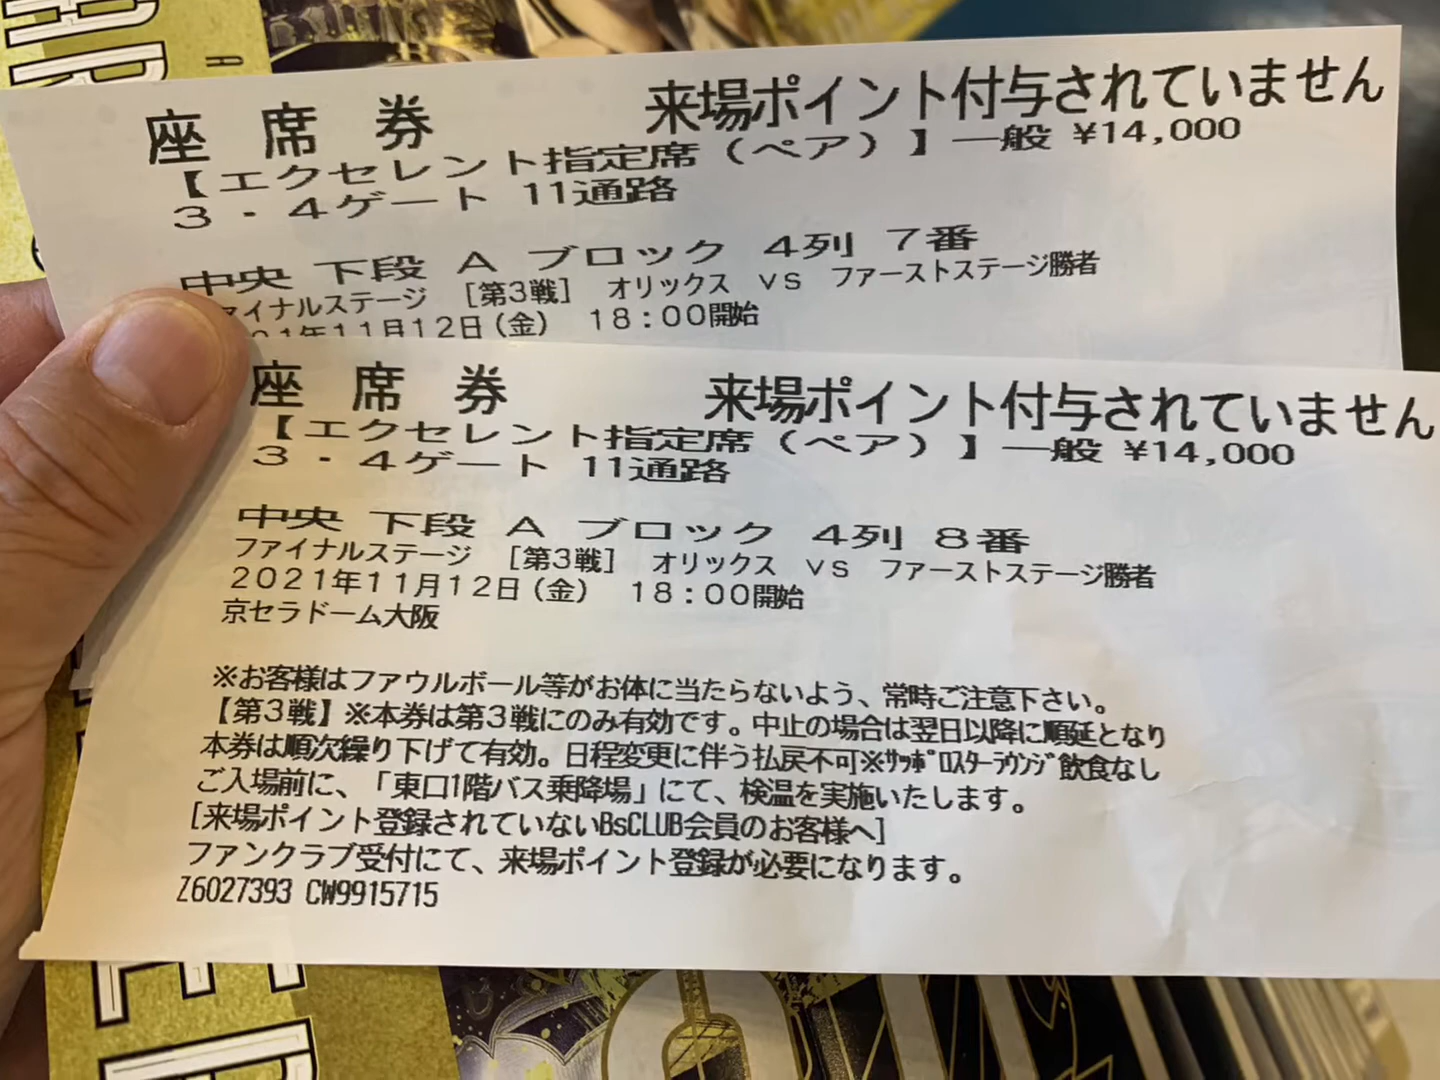 座席券 来場ポイント付与されていません
【エクセレント指定席(ペア)】一般 ¥14,000
3・4ゲート 11通路
中央 下段 A ブロック 4列 7番
ァイナルステージ [第3戦] オリックス vs ファーストステージ勝者
01年11月12日(金) 18:00開始
座席券 来場ポイント付与されていません
【エクセレント指定席(ペア)】一般 ¥14,000
3・4ゲート 11通路
中央 下段 A ブロック 4列 8番
ファイナルステージ [第3戦] オリックス vs ファーストステージ勝者
2021年11月12日(金) 18:00開始
京セラドーム大阪
※お客様はファウルボール等がお体に当たらないよう、常時ご注意下さい。
【第3戦】※本券は第3戦にのみ有効です。中止の場合は翌日以降に順延となり
本券は順次繰り下げて有効。日程変更に伴う払戻不可※ｻｯﾎﾟﾛｽﾀｰﾗｳﾝｼﾞ飲食なし
ご入場前に、「東口1階バス乗降場」にて、検温を実施いたします。
[来場ポイント登録されていないBsCLUB会員のお客様へ]
ファンクラブ受付にて、来場ポイント登録が必要になります。
Z6027393 CW9915715